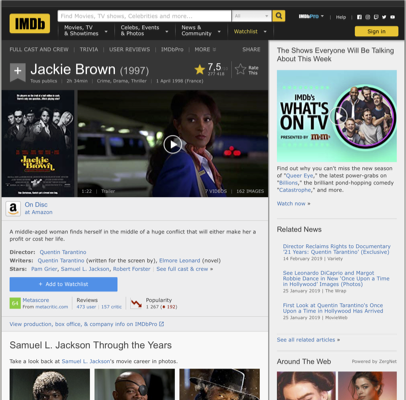 IMDb
Find Movies, TV shows, Celebrities and more...
All
Movies, TV
& Showtimes
Celebs, Events
& Photos
News &
Community
Watchlist
IMDbPro
Help
Sign in
FULL CAST AND CREW | TRIVIA | USER REVIEWS | IMDbPro | MORE
SHARE
Jackie Brown (1997)
7,5
Rate
This
Tous publics | 2h 34min | Crime, Drama, Thriller | 1 April 1998 (France)
Jackie
Brown
1:22 | Trailer
7 VIDEOS | 162 IMAGES
On Disc
at Amazon
A middle-aged woman finds herself in the middle of a huge conflict that will either make her a
profit or cost her life.
Director: Quentin Tarantino
Writers: Quentin Tarantino (written for the screen by), Elmore Leonard (novel)
Stars: Pam Grier, Samuel L. Jackson, Robert Forster | See full cast & crew »
+ Add to Watchlist
64
Metascore
From metacritic.com
Reviews
473 user | 157 critic
Popularity
1 267 (192)
View production, box office, & company info on IMDbPro
Samuel L. Jackson Through the Years
Take a look back at Samuel L. Jackson's movie career in photos.
The Shows Everyone Will Be Talking
About This Week
IMDb's
WHAT'S
ON TV
PRESENTED BY
Find out why you can't miss the new season
of "Queer Eye," the latest power-grabs on
"Billions," the brilliant pond-hopping comedy
"Catastrophe," and more.
Watch now »
Related News
Director Reclaims Rights to Documentary
'21 Years: Quentin Tarantino' (Exclusive)
14 February 2019 | Variety
See Leonardo DiCaprio and Margot
Robbie Dance in New 'Once Upon a Time
in Hollywood' Images (Photos)
25 January 2019 | The Wrap
First Look at Quentin Tarantino's Once
Upon a Time in Hollywood Has Arrived
25 January 2019 | MovieWeb
See all related articles »
Around The Web
Powered by ZergNet